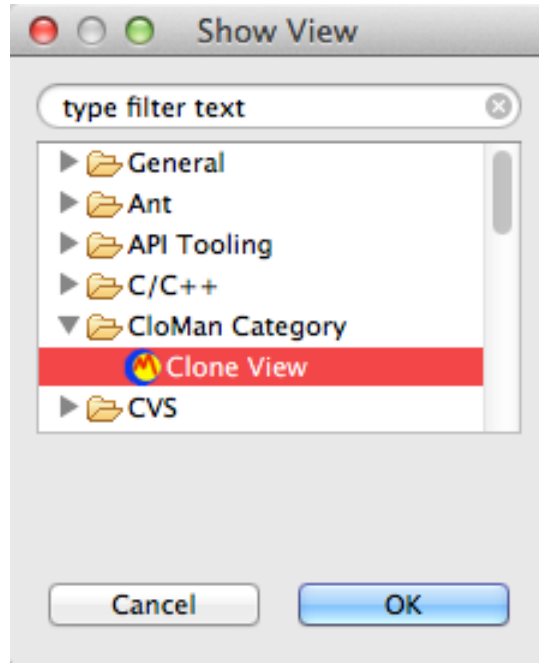 Show View
type filter text
General
Ant
API Tooling
C/C++
CloMan Category
Clone View
CVS
Cancel OK